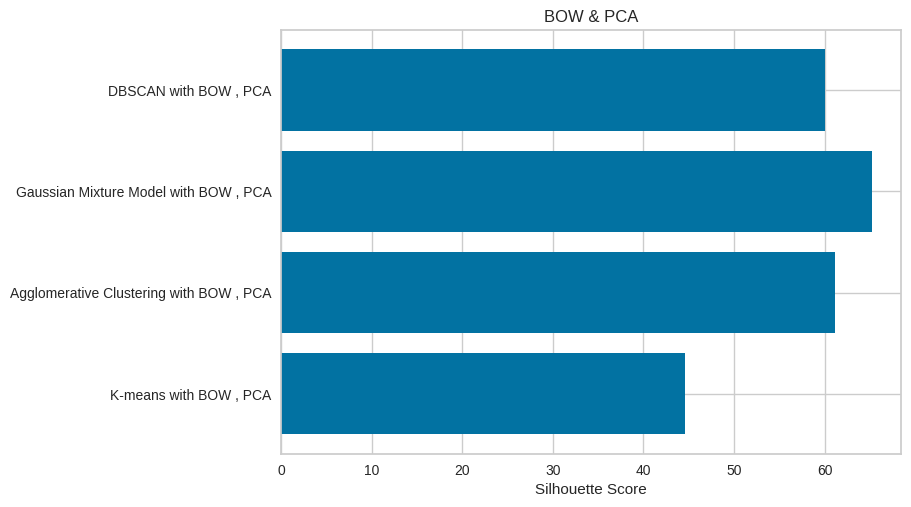 BOW & PCA
DBSCAN with BOW , PCA
Gaussian Mixture Model with BOW , PCA
Agglomerative Clustering with BOW , PCA
K-means with BOW , PCA
0 10 20 30 40 50 60
Silhouette Score